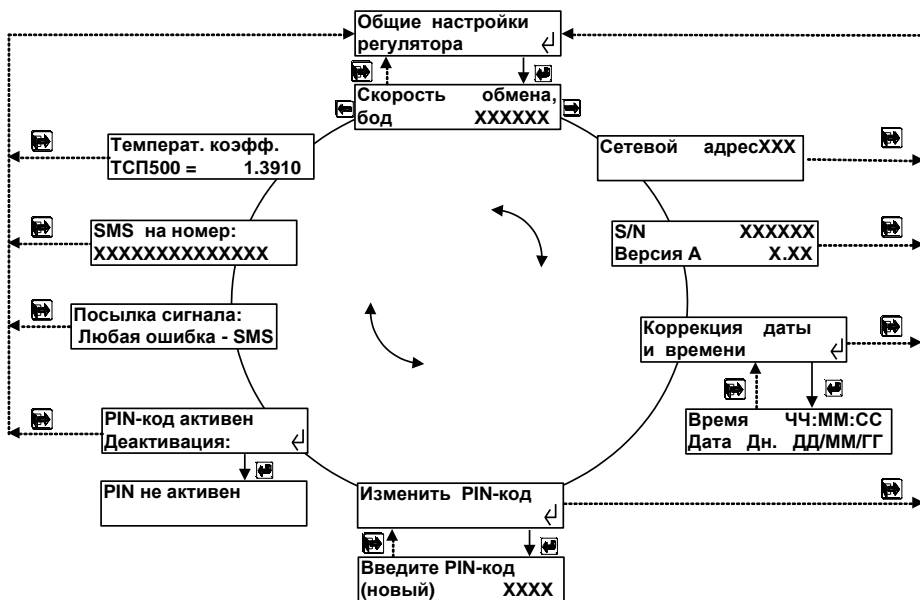 Общие настройки
регулятора
Скорость обмена,
бод XXXXXX
Температ. коэфф.
ТСП500 = 1.3910
Сетевой адресXXX
SMS на номер:
XXXXXXXXXXXXXX
S/N XXXXXX
Версия А X.XX
Посылка сигнала:
Любая ошибка - SMS
Коррекция даты
и времени
Время ЧЧ:ММ:СС
Дата Дн. ДД/ММ/ГГ
PIN-код активен
Деактивация:
PIN не активен
Изменить PIN-код
Введите PIN-код
(новый) XXXX